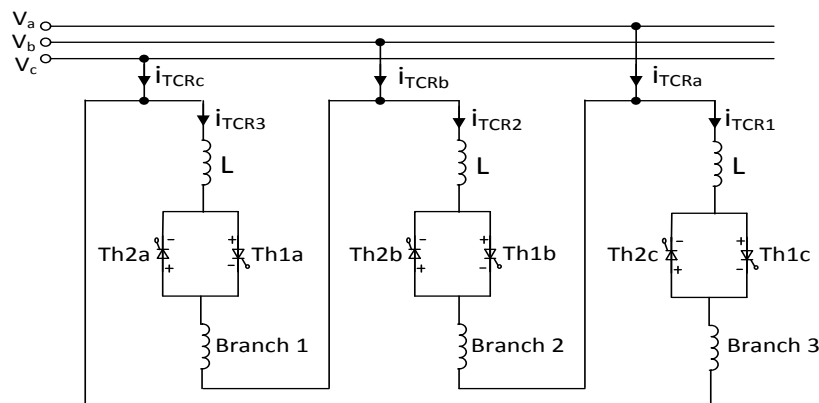 Va
Vb
Vc
iTCRc
iTCRb
iTCRa
iTCR3
iTCR2
iTCR1
L
L
L
Th2a
-
+
+
-
Th1a
Th2b
-
+
+
-
Th1b
Th2c
-
+
+
-
Th1c
Branch 1
Branch 2
Branch 3